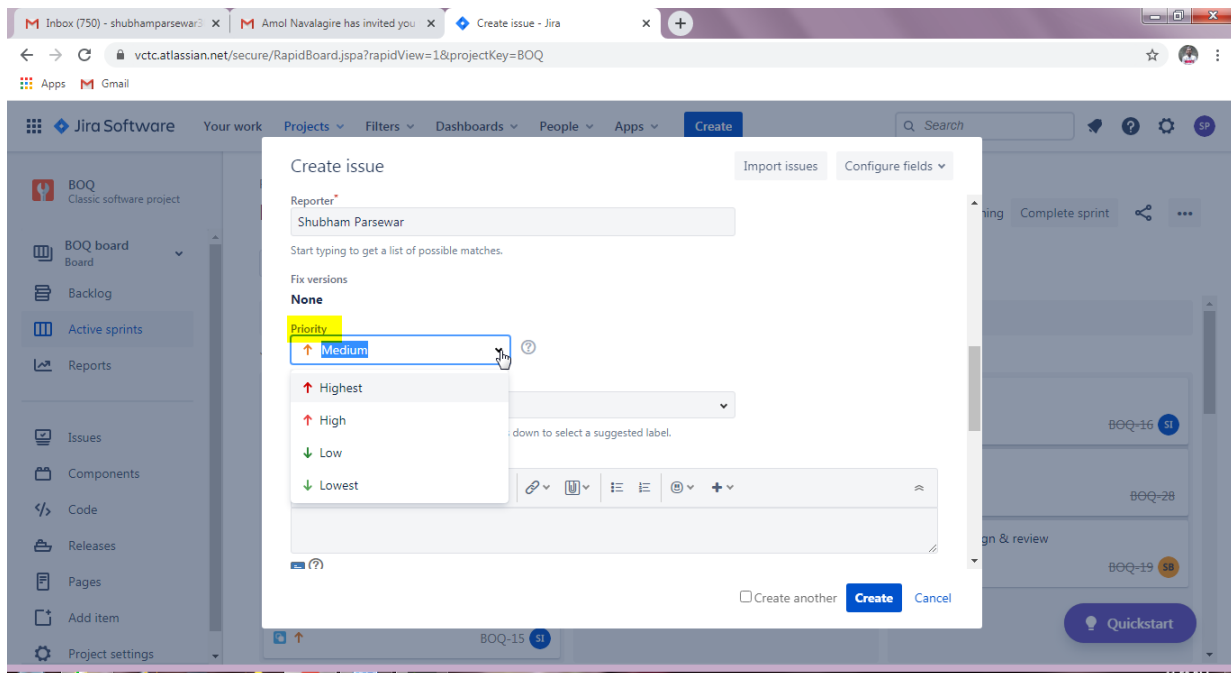 Inbox (750) - shubhamparsewar3
Amol Navalagire has invited you
Create issue - Jira
vctc.atlassian.net/secure/RapidBoard.jspa?rapidView=1&projectKey=BOQ
Apps Gmail
Jira Software Your work Projects Filters Dashboards People Apps Create Search SP
BOQ
Classic software project
BOQ board
Board
Backlog
Active sprints
Reports
Issues
Components
Code
Releases
Pages
Add item
Project settings
Create issue Import issues Configure fields
Reporter*
Shubham Parsewar
Start typing to get a list of possible matches.
Fix versions
None
Priority
Medium
Highest
High
Low
Lowest
down to select a suggested label.
Create another Create Cancel
Complete sprint
BOQ-16 SI
BOQ-28
& review
BOQ-19 SB
BOQ-15 SI
Quickstart